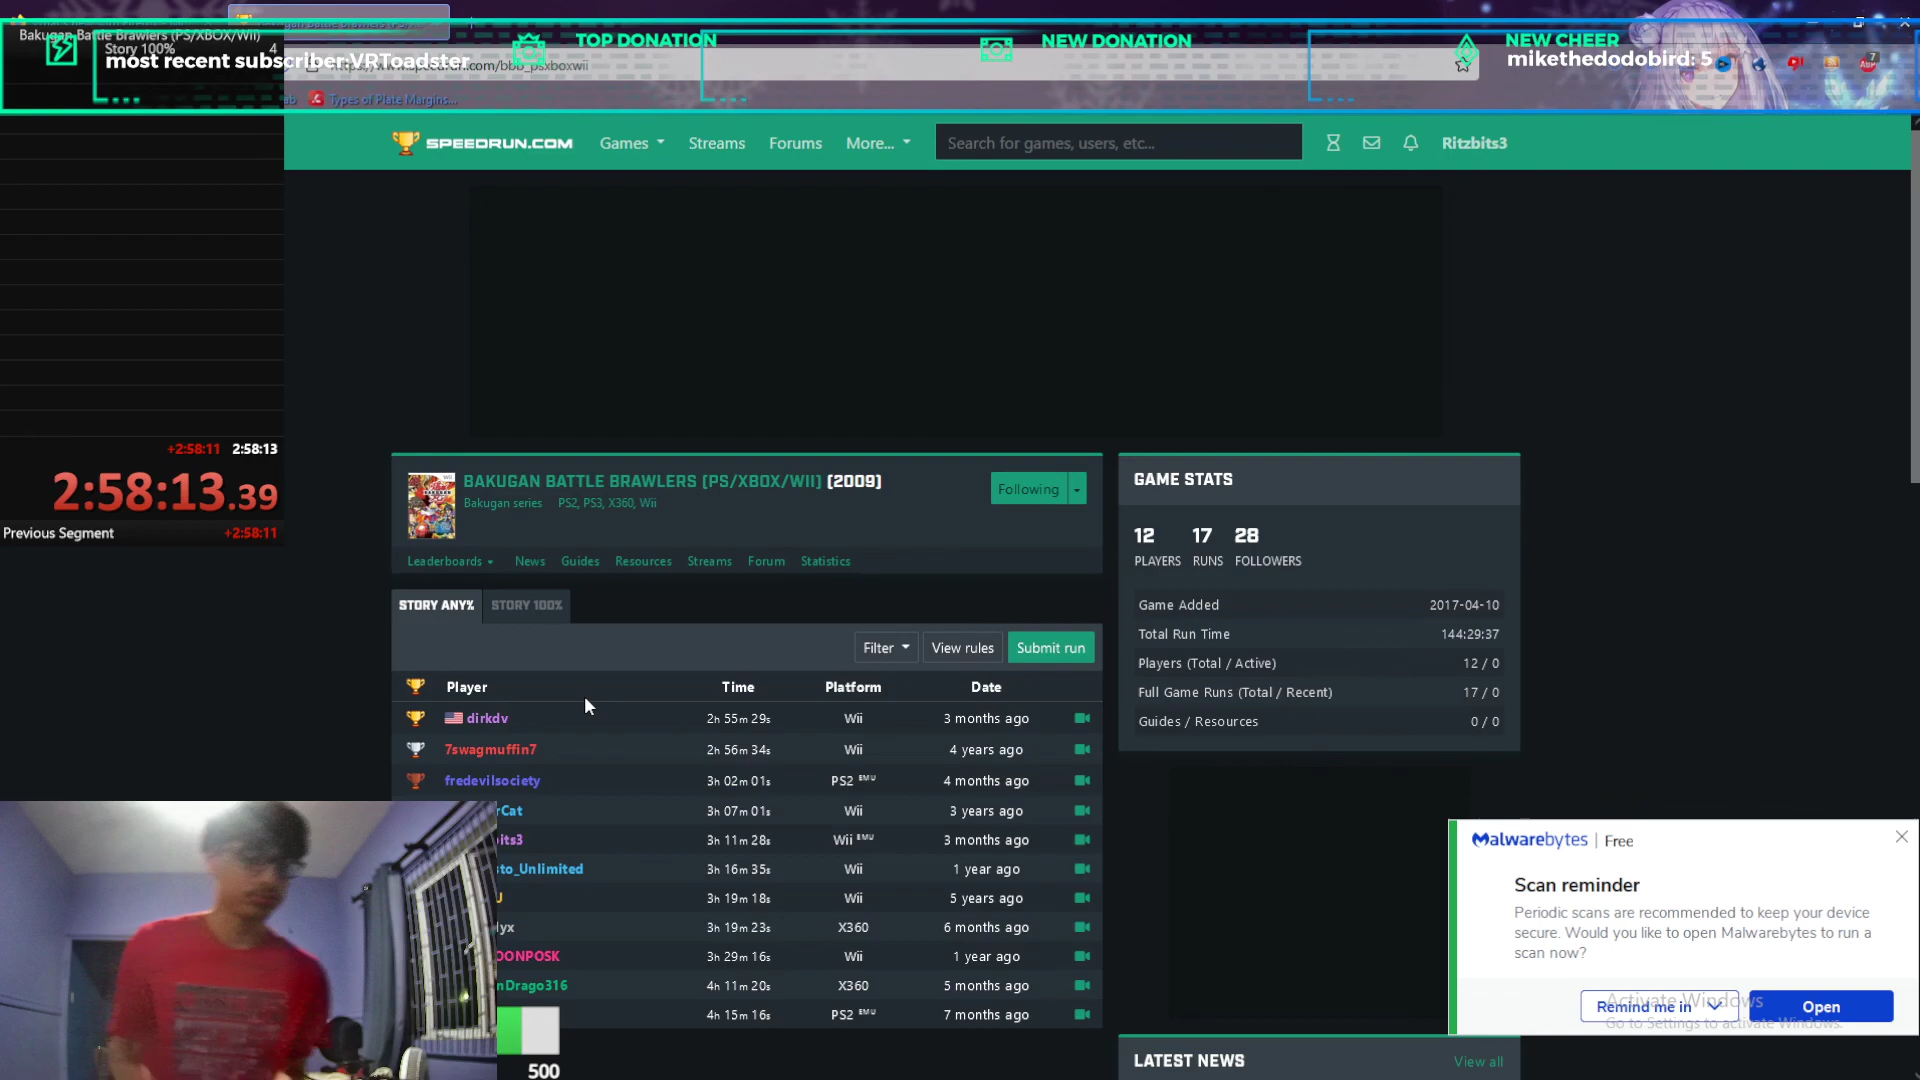 Bakugan Battle Brawlers (PS/XBOX/Wii)
Story 100% 4
most recent subscriber:VRToadster
TOP DONATION
NEW DONATION
NEW CHEER
mikethedodobird: 5
Types of Plate Margins...
SPEEDRUN.COM
Games
Streams
Forums
More...
Search for games, users, etc...
Ritzbits3
+2:58:11 2:58:13
2:58:13.39
Previous Segment +2:58:11
BAKUGAN BATTLE BRAWLERS (PS/XBOX/WII) (2009)
Bakugan series PS2, PS3, X360, Wii
Following
Leaderboards News Guides Resources Streams Forum Statistics
STORY ANY% STORY 100%
Filter View rules Submit run
Player Time Platform Date
dirkdv 2h 55m 29s Wii 3 months ago
7swagmuffin7 2h 56m 34s Wii 4 years ago
fredevilsociety 3h 02m 01s PS2 EMU 4 months ago
rCat 3h 07m 01s Wii 3 years ago
bits3 3h 11m 28s Wii EMU 3 months ago
sto_Unlimited 3h 16m 35s Wii 1 year ago
U 3h 19m 18s Wii 5 years ago
lyx 3h 19m 23s X360 6 months ago
OONPOSK 3h 29m 16s Wii 1 year ago
nDrago316 4h 11m 20s X360 5 months ago
4h 15m 16s PS2 EMU 7 months ago
500
GAME STATS
12 17 28
PLAYERS RUNS FOLLOWERS
Game Added 2017-04-10
Total Run Time 144:29:37
Players (Total / Active) 12 / 0
Full Game Runs (Total / Recent) 17 / 0
Guides / Resources 0 / 0
Malwarebytes | Free
Scan reminder
Periodic scans are recommended to keep your device
secure. Would you like to open Malwarebytes to run a
scan now?
Remind me in
Open
Activate Windows
Go to Settings to activate Windows.
LATEST NEWS View all